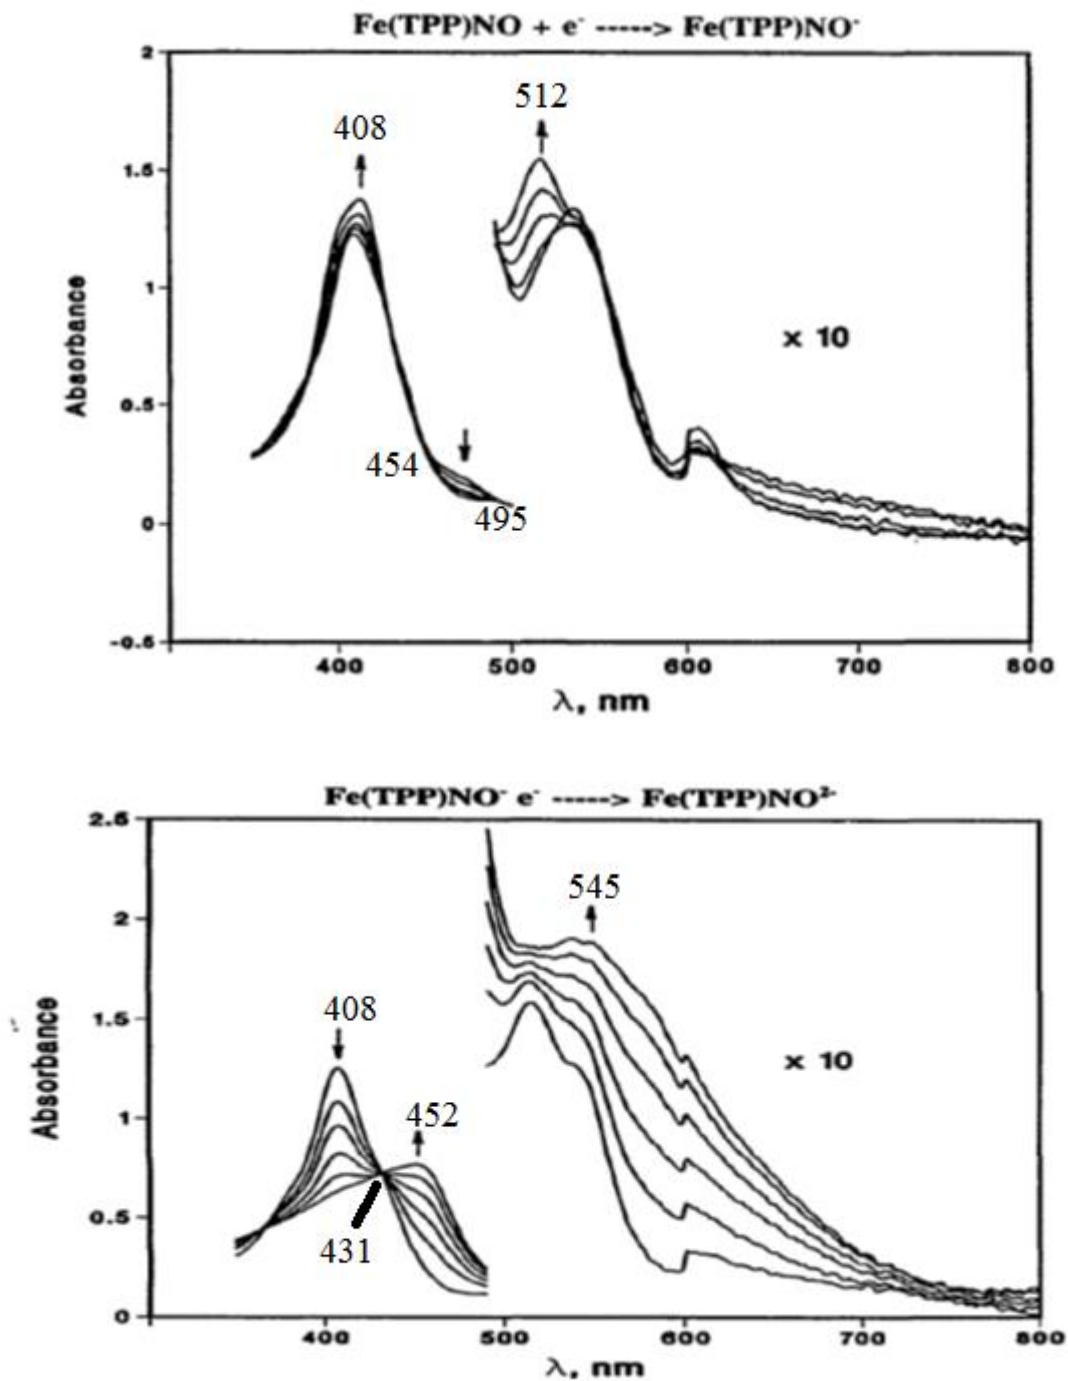 Fe(TPP)NO + e⁻ -----> Fe(TPP)NO⁻
2
512
408
1.5
1
Absorbance
x 10
0.5
454
495
0
-0.5
400 500 600 700 800
λ, nm
Fe(TPP)NO⁻ e⁻ -----> Fe(TPP)NO²⁻
2.5
545
2
408
1.5
Absorbance
x 10
452
1
0.5
431
0
400 500 600 700 800
λ, nm